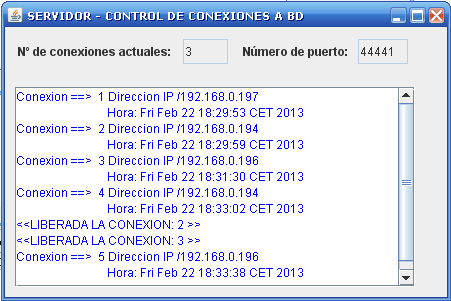 SERVIDOR - CONTROL DE CONEXIONES A BD
Nº de conexiones actuales: 3 Número de puerto: 44441
Conexion ==> 1 Direccion IP /192.168.0.197
Hora: Fri Feb 22 18:29:53 CET 2013
Conexion ==> 2 Direccion IP /192.168.0.194
Hora: Fri Feb 22 18:29:59 CET 2013
Conexion ==> 3 Direccion IP /192.168.0.196
Hora: Fri Feb 22 18:31:30 CET 2013
Conexion ==> 4 Direccion IP /192.168.0.194
Hora: Fri Feb 22 18:33:02 CET 2013
<<LIBERADA LA CONEXION: 2 >>
<<LIBERADA LA CONEXION: 3 >>
Conexion ==> 5 Direccion IP /192.168.0.196
Hora: Fri Feb 22 18:33:38 CET 2013